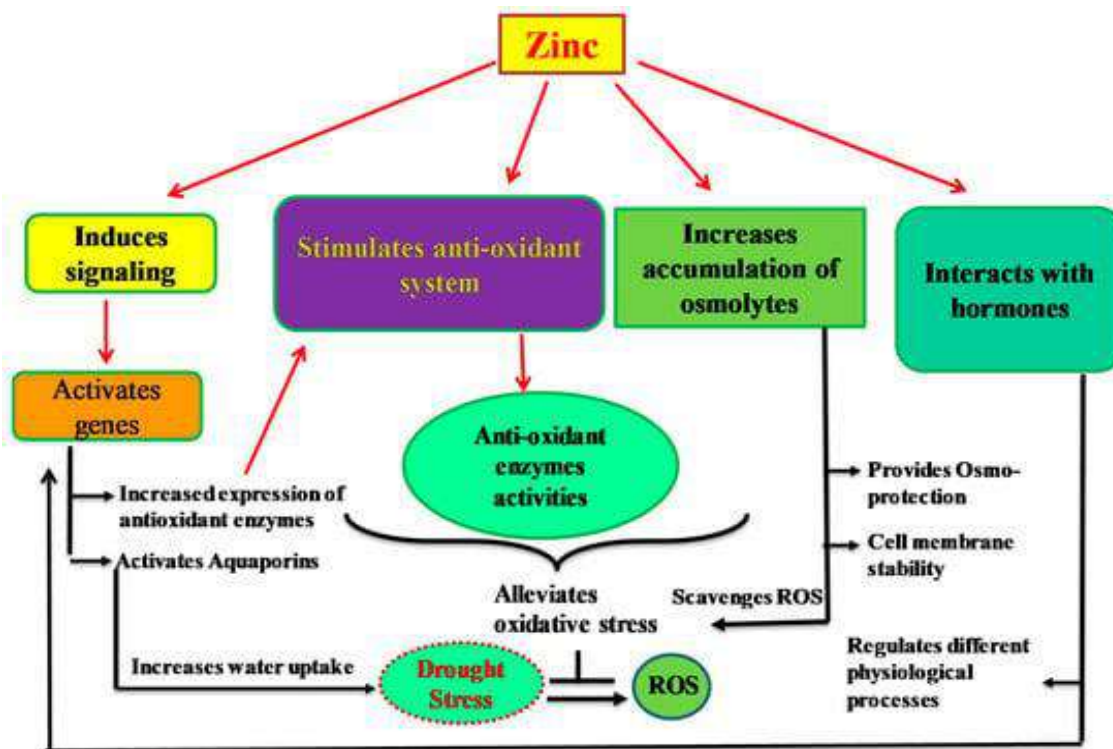 Zinc
Induces
signaling
Stimulates anti-oxidant
system
Increases
accumulation of
osmolytes
Interacts with
hormones
Activates
genes
Anti-oxidant
enzymes
activities
Increased expression of
antioxidant enzymes
Activates Aquaporins
Provides Osmo-
protection
Cell membrane
stability
Alleviates
oxidative stress
Scavenges ROS
Increases water uptake
Drought
Stress
ROS
Regulates different
physiological
processes